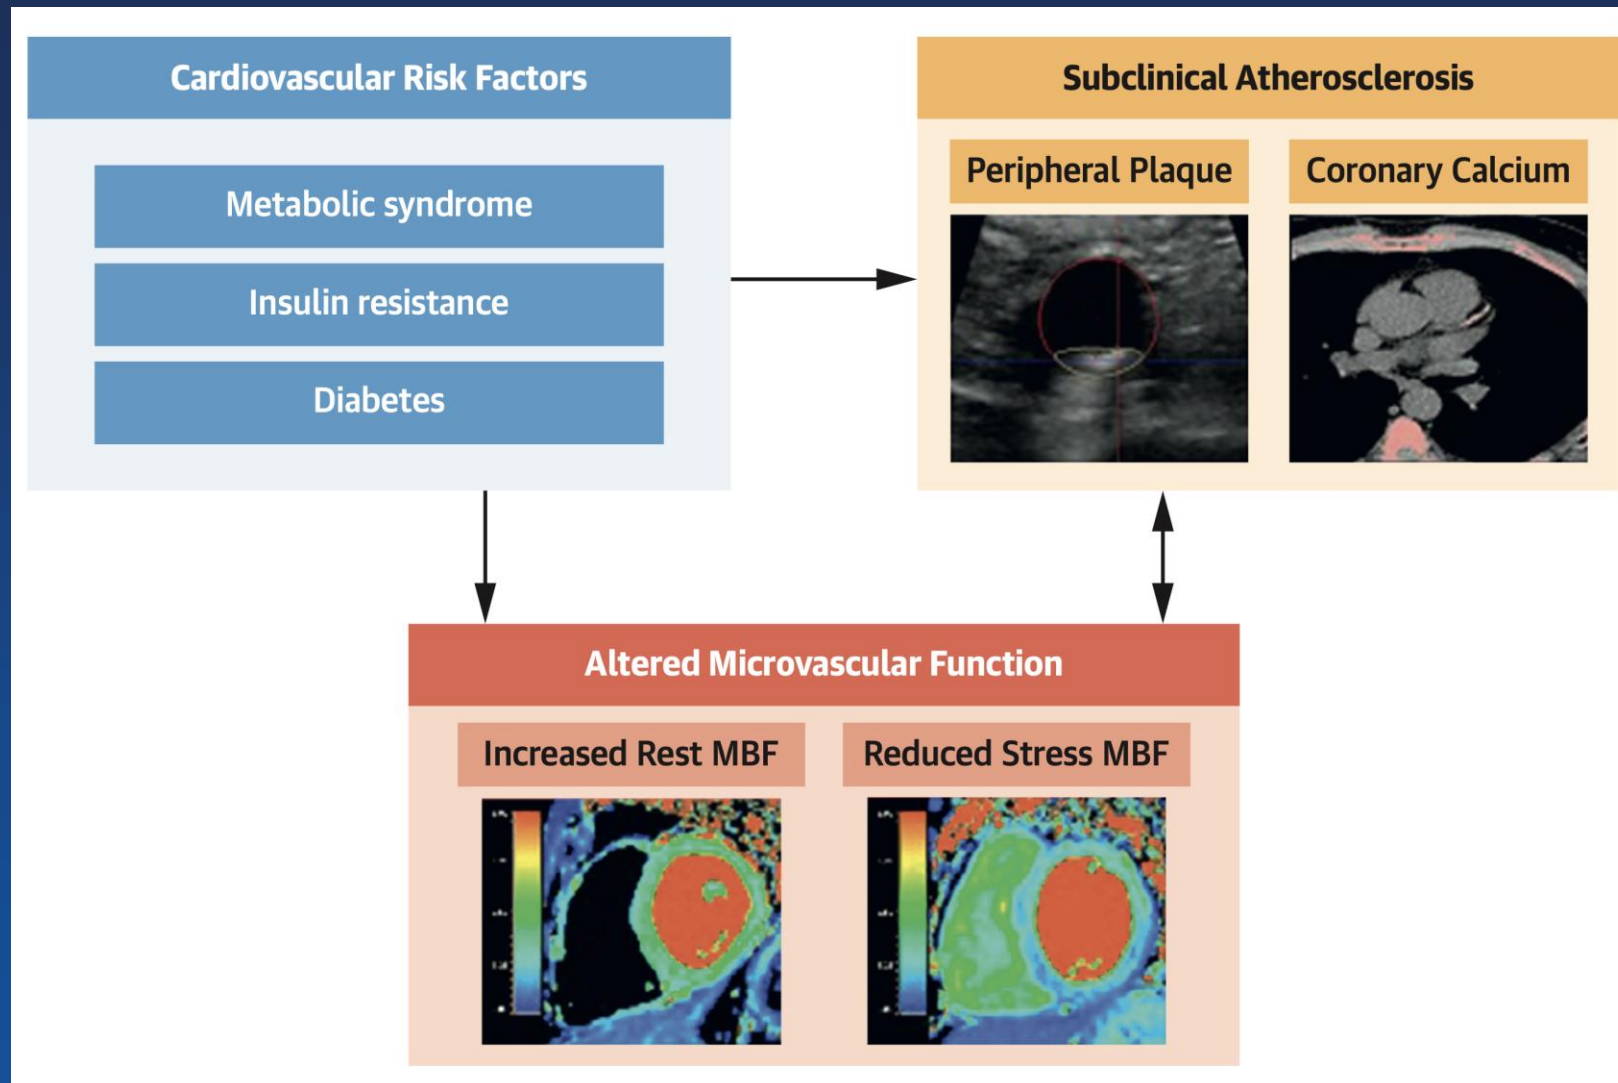 Cardiovascular Risk Factors
Metabolic syndrome
Insulin resistance
Diabetes
Subclinical Atherosclerosis
Peripheral Plaque
Coronary Calcium
Altered Microvascular Function
Increased Rest MBF
Reduced Stress MBF